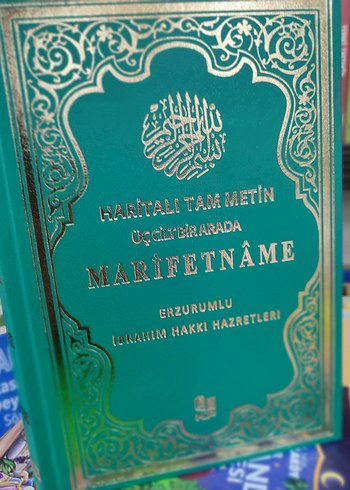 بسم الله الرحمن الرحيم
HARİTALI TAM METİN
ÜÇ CİLT BİR ARADA
MARİFETNÂME
ERZURUMLU
İBRAHİM HAKKI HAZRETLERİ